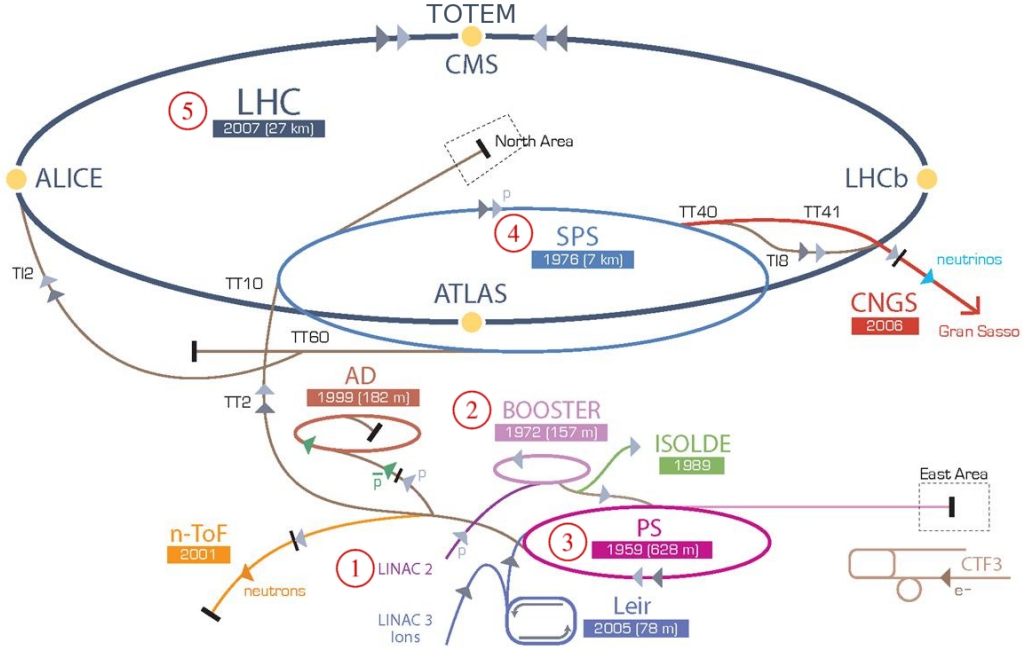 TOTEM
CMS
5
LHC
2007 (27 km)
North Area
ALICE
LHCb
p
TT40
TT41
4
SPS
1976 (7 km)
TI8
neutrinos
TI2
TT10
ATLAS
CNGS
2006
Gran Sasso
TT60
AD
1999 (182 m)
TT2
2
BOOSTER
1972 (157 m)
ISOLDE
1989
East Area
p̅
p
n-ToF
2001
3
PS
1959 (628 m)
p
1
LINAC 2
neutrons
CTF3
e-
LINAC 3
Ions
Leir
2005 (78 m)